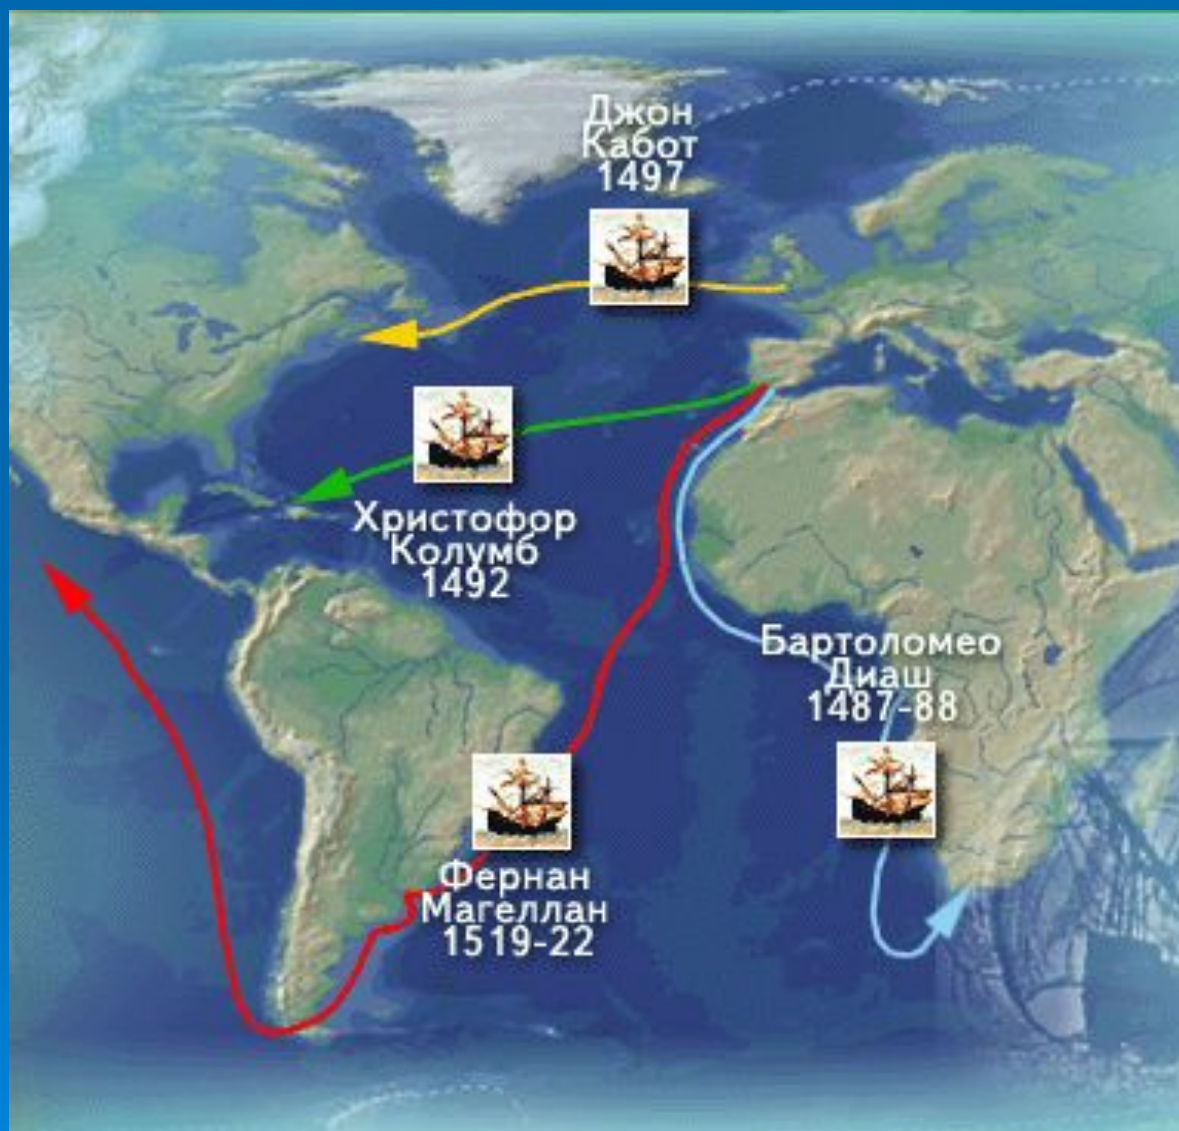 Джон
Кабот
1497
Христофор
Колумб
1492
Бартоломео
Диаш
1487-88
Фернан
Магеллан
1519-22